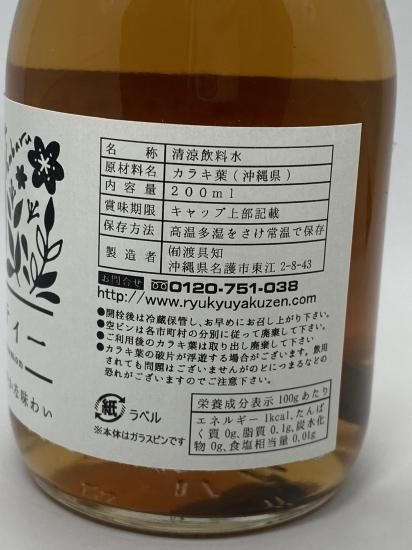 名称 清涼飲料水
原材料名 カラキ葉(沖縄県)
内容量 200ml
賞味期限 キャップ上部記載
保存方法 高温多湿をさけ常温で保存
製造者 ㈲渡具知
沖縄県名護市東江2-8-43
お問合せ 0120-751-038
http://www.ryukyuyakuzen.com
●開栓後は冷蔵保管し、お早めにお召し上がり下さい。
●空ビンは各市町村の分別に従って廃棄して下さい。
●ご利用後のカラキ葉は取り出し廃棄して下さい
●カラキ葉の破片が浮遊する場合がございます。飲用
されても問題はございませんがのどにつまるなどの
恐れがございますのでご注意下さい。
紙 ラベル
※本体はガラスビンです
栄養成分表示 100gあたり
エネルギー 1kcal、たんぱ
く質 0g、脂質 0.1g、炭水化
物 0g、食塩相当量 0.01g
ティー
な味わい